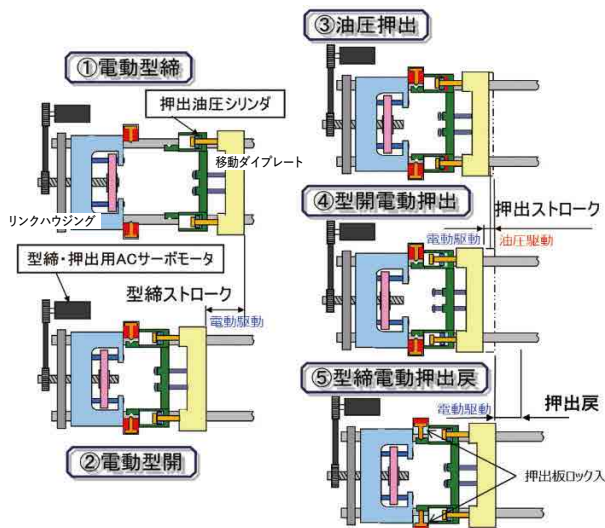 ①電動型締
押出油圧シリンダ
移動ダイプレート
リンクハウジング
型締・押出用ACサーボモータ
型締ストローク
電動駆動
②電動型開
③油圧押出
④型開電動押出
押出ストローク
電動駆動
油圧駆動
⑤型締電動押出戻
電動駆動
押出戻
押出板ロック入